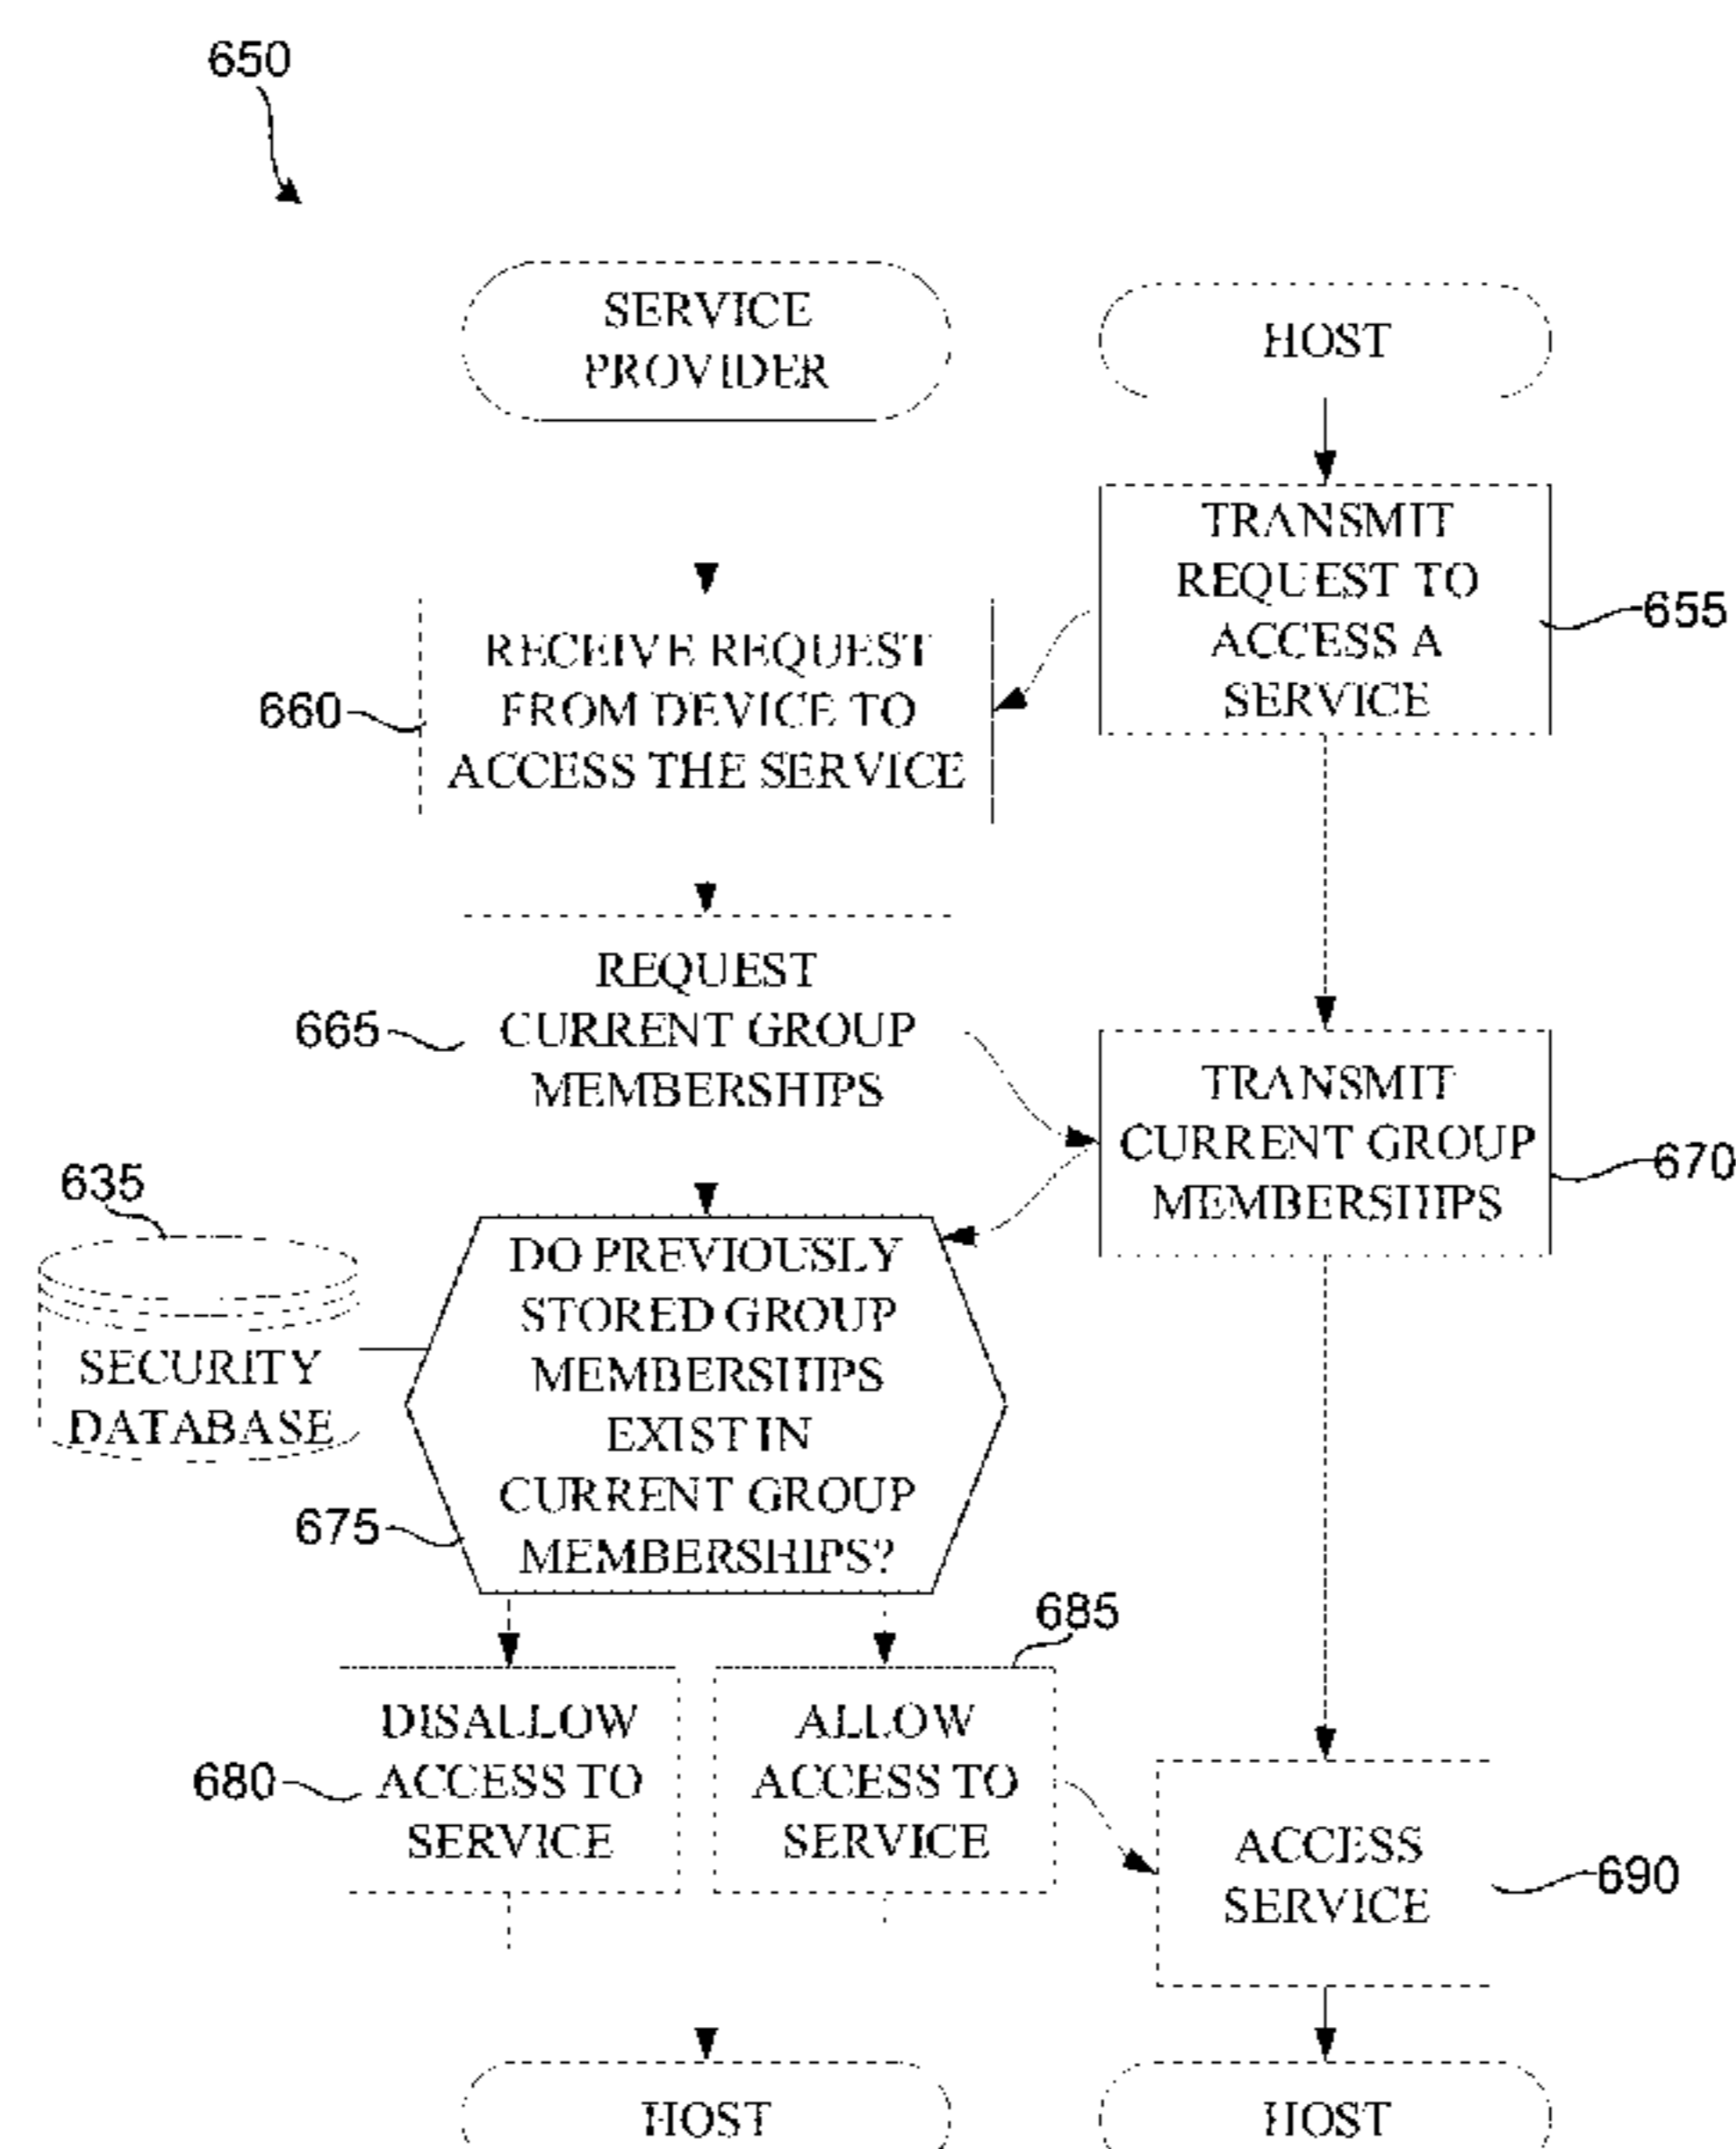 650
SERVICE
PROVIDER
HOST
TRANSMIT
REQUEST TO
ACCESS A
SERVICE
655
RECEIVE REQUEST
FROM DEVICE TO
ACCESS THE SERVICE
660
REQUEST
CURRENT GROUP
MEMBERSHIPS
665
TRANSMIT
CURRENT GROUP
MEMBERSHIPS
670
635
SECURITY
DATABASE
DO PREVIOUSLY
STORED GROUP
MEMBERSHIPS
EXIST IN
CURRENT GROUP
MEMBERSHIPS?
675
685
DISALLOW
ACCESS TO
SERVICE
680
ALLOW
ACCESS TO
SERVICE
ACCESS
SERVICE
690
HOST
HOST